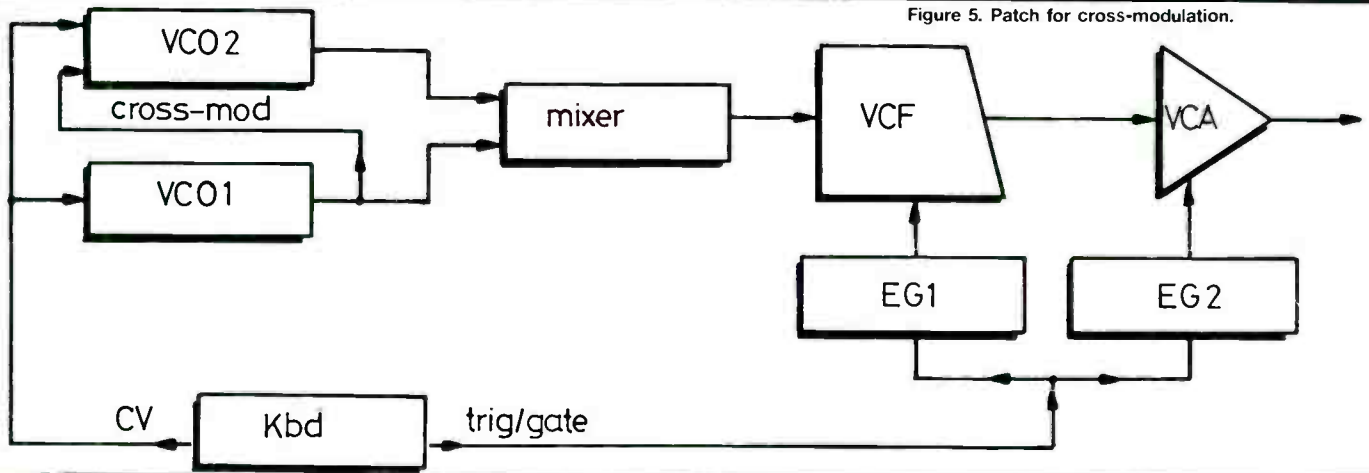 Figure 5. Patch for cross-modulation.
VCO2
cross-mod
VCO1
mixer
VCF
VCA
EG1
EG2
CV
Kbd
trig/gate